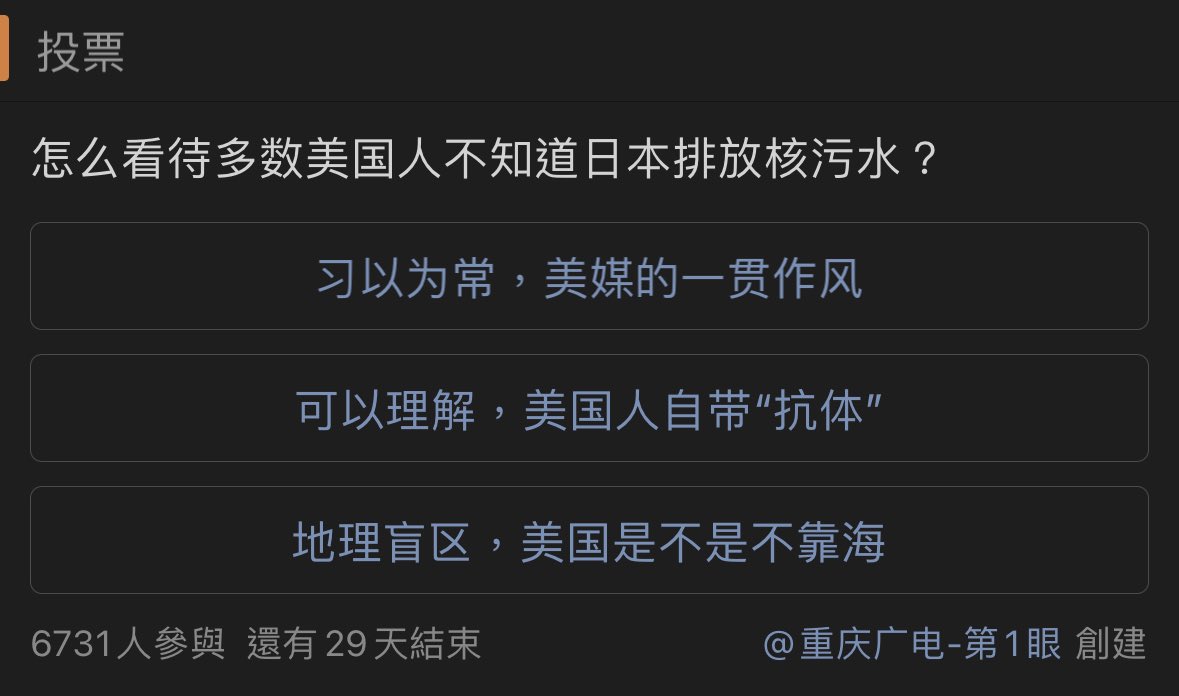 投票
怎么看待多数美国人不知道日本排放核污水？
习以为常，美媒的一贯作风
可以理解，美国人自带“抗体”
地理盲区，美国是不是不靠海
6731人參與 還有29天結束 @重庆广电-第1眼 創建